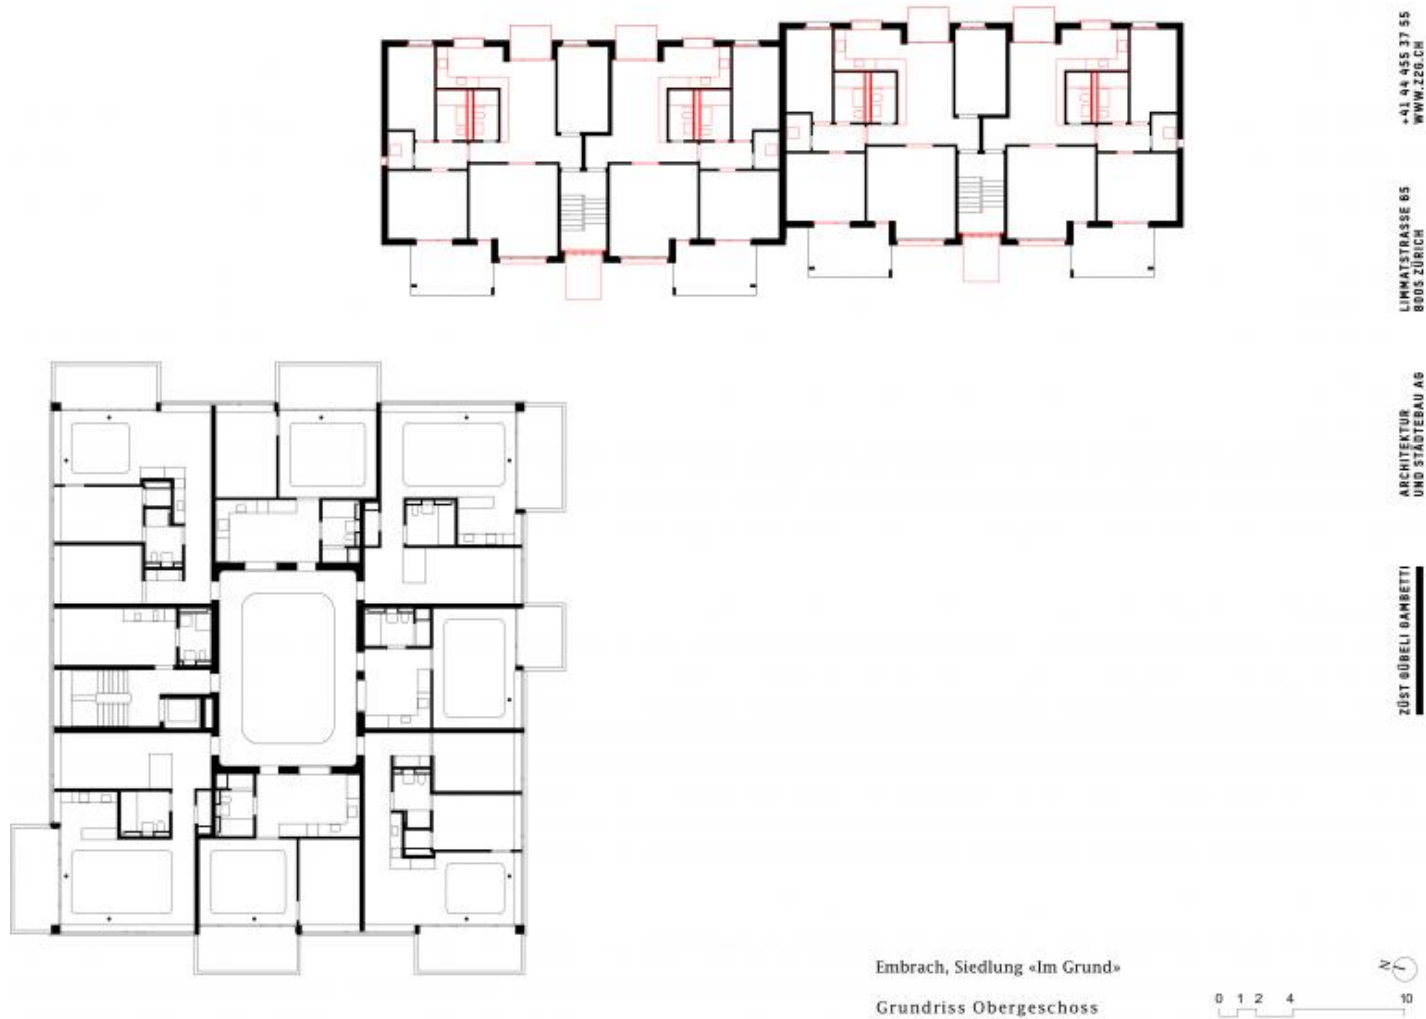 +41 44 455 37 55
WWW.Z2G.CH
LIMMATSTRASSE 65
8005 ZÜRICH
ARCHITEKTUR
UND STÄDTEBAU AG
ZÜST GÜBELI GAMBETTI
Embrach, Siedlung «Im Grund»
N
Grundriss Obergeschoss
0 1 2 4 10